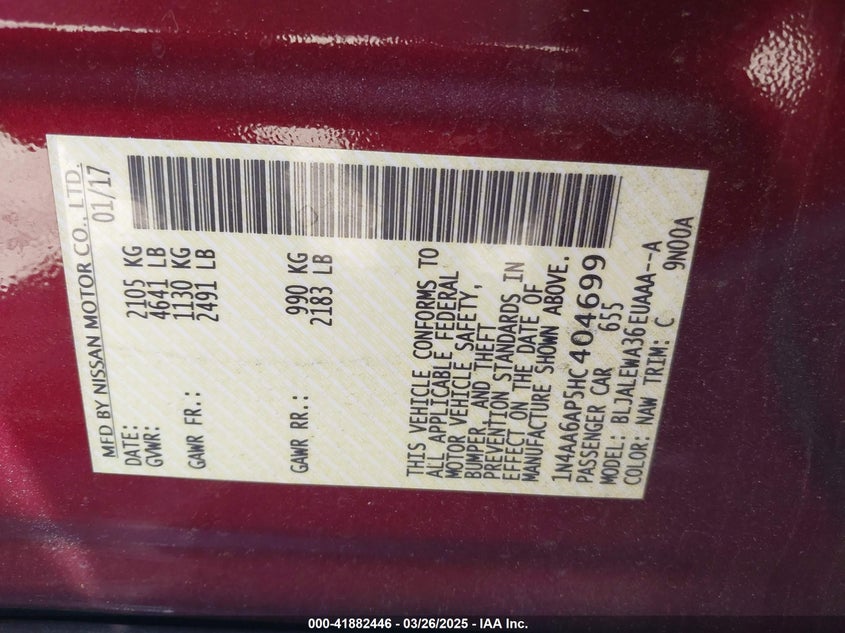 MFD BY NISSAN MOTOR CO., LTD.
DATE: 01/17
GVWR: 2105 KG
4641 LB
GAWR FR.: 1130 KG
2491 LB
GAWR RR.: 990 KG
2183 LB
THIS VEHICLE CONFORMS TO
ALL APPLICABLE FEDERAL
MOTOR VEHICLE SAFETY,
BUMPER, AND THEFT
PREVENTION STANDARDS IN
EFFECT ON THE DATE OF
MANUFACTURE SHOWN ABOVE.
1N4AA6AP5HC404699
PASSENGER CAR 655
MODEL: BLJALEWA36EUAAA--A
COLOR: NAW TRIM: C 9N00A
000-41882446 - 03/26/2025 - IAA Inc.